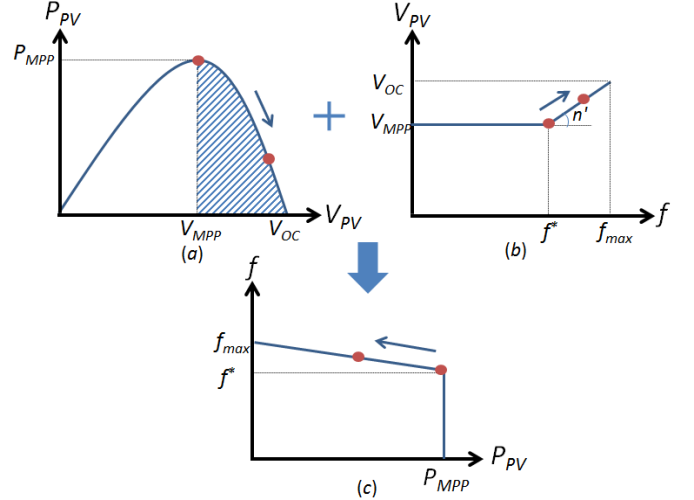 P_PV
P_MPP
V_MPP
V_OC
V_PV
(a)
+
V_PV
V_OC
V_MPP
n'
f*
f_max
f
(b)
f
f_max
f*
P_MPP
P_PV
(c)